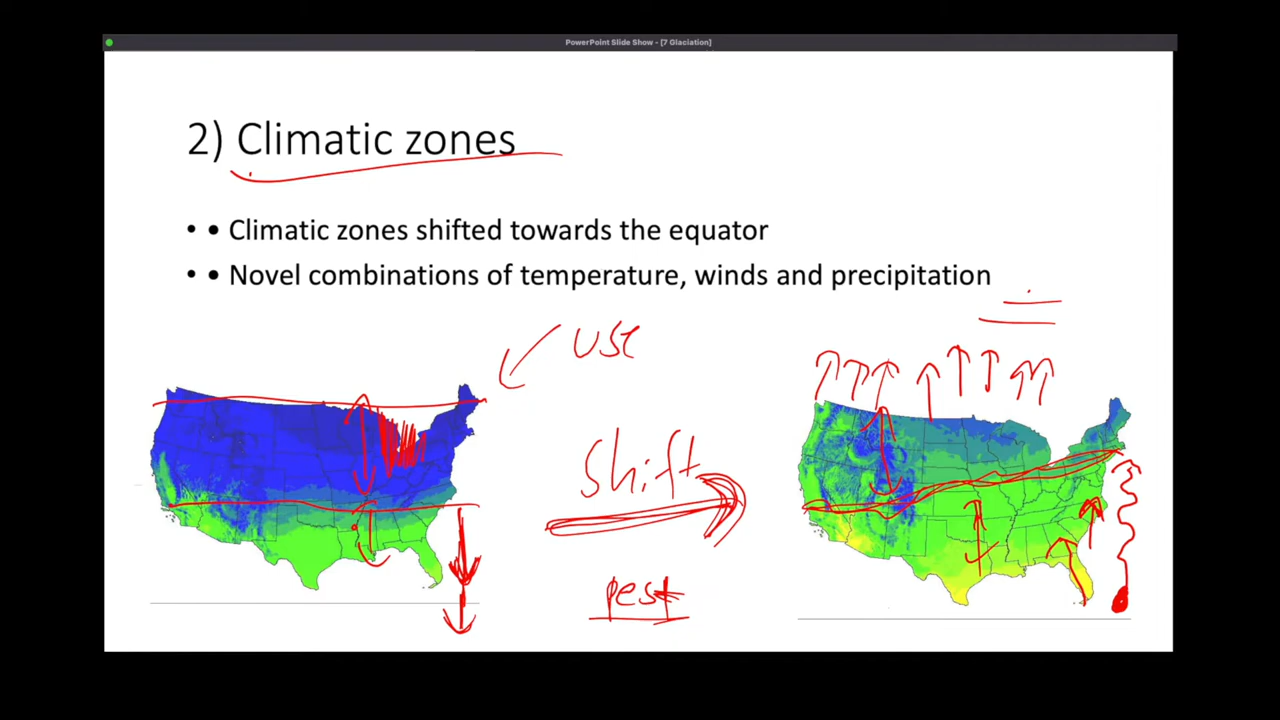 PowerPoint Slide Show - [7 Glaciation]
2) Climatic zones
• • Climatic zones shifted towards the equator
• • Novel combinations of temperature, winds and precipitation
Shift
pest